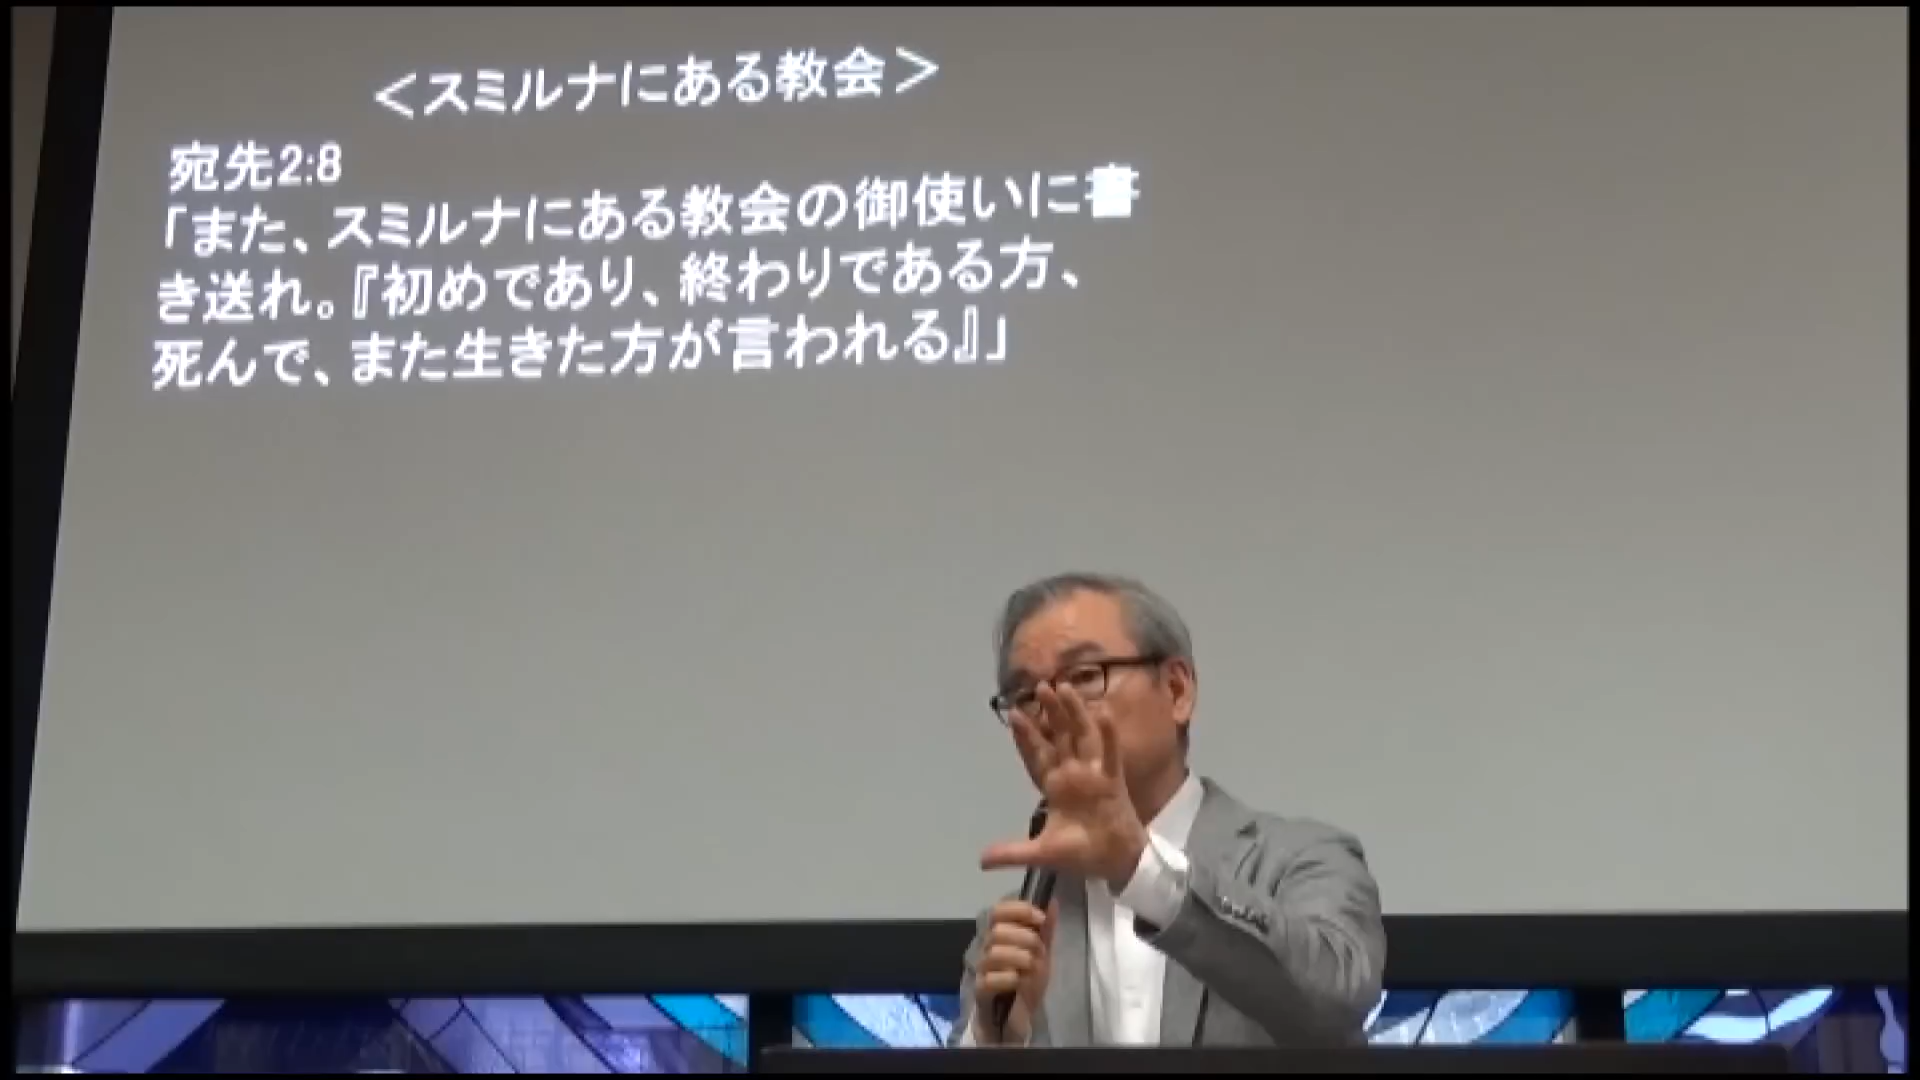 ＜スミルナにある教会＞
宛先2:8
「また、スミルナにある教会の御使いに書
き送れ。『初めであり、終わりである方、
死んで、また生きた方が言われる』」